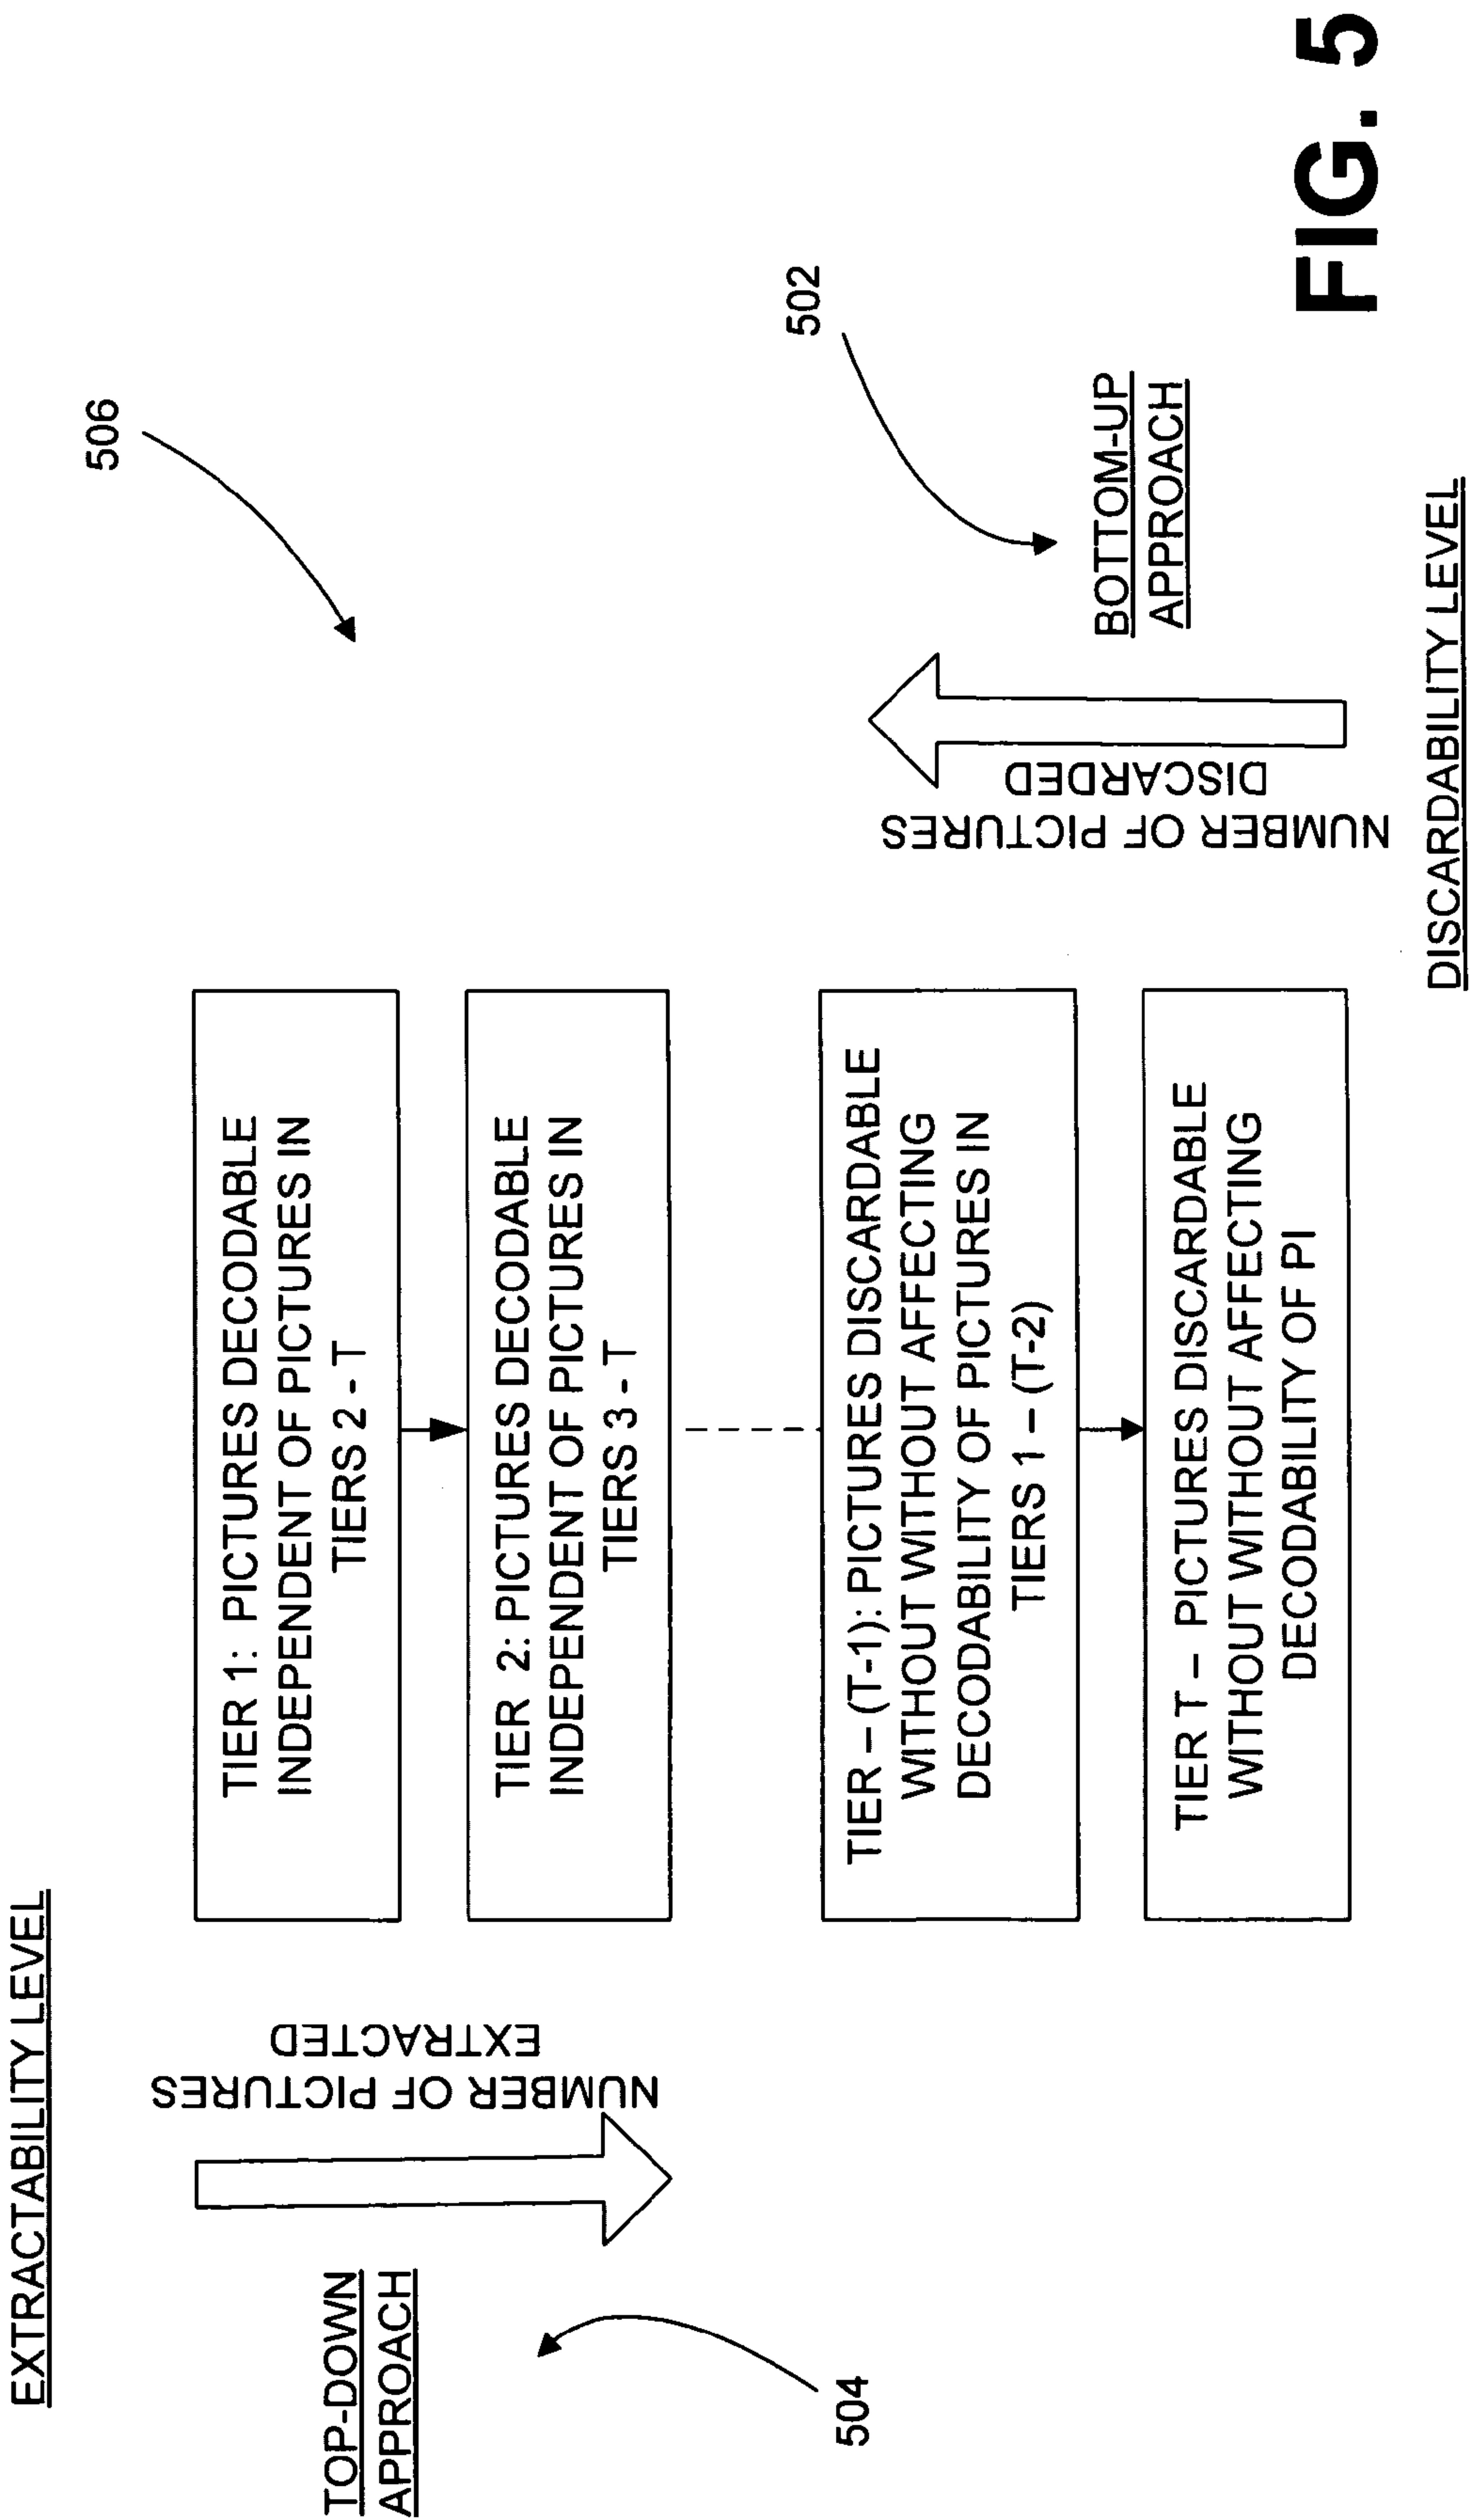 EXTRACTABILITY LEVEL
506
TOP-DOWN
APPROACH
504
NUMBER OF PICTURES
EXTRACTED
TIER 1: PICTURES DECODABLE
INDEPENDENT OF PICTURES IN
TIERS 2 - T
TIER 2: PICTURES DECODABLE
INDEPENDENT OF PICTURES IN
TIERS 3 - T
TIER – (T-1): PICTURES DISCARDABLE
WITHOUT WITHOUT AFFECTING
DECODABILITY OF PICTURES IN
TIERS 1 – (T-2)
TIER T – PICTURES DISCARDABLE
WITHOUT WITHOUT AFFECTING
DECODABILITY OF PI
NUMBER OF PICTURES
DISCARDED
502
BOTTOM-UP
APPROACH
DISCARDABILITY LEVEL
FIG. 5